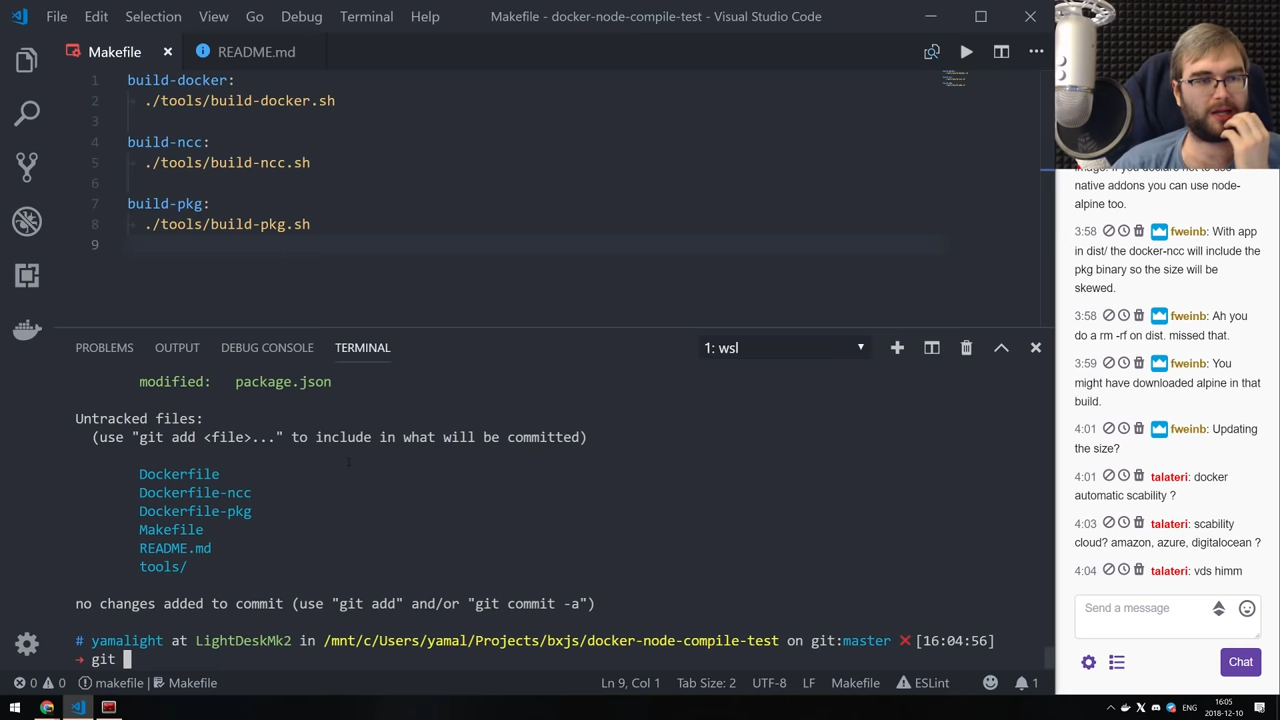 File Edit Selection View Go Debug Terminal Help Makefile - docker-node-compile-test - Visual Studio Code
Makefile README.md
1 build-docker:
2 ./tools/build-docker.sh
3
4 build-ncc:
5 ./tools/build-ncc.sh
6
7 build-pkg:
8 ./tools/build-pkg.sh
9
PROBLEMS OUTPUT DEBUG CONSOLE TERMINAL 1: wsl
modified: package.json
Untracked files:
(use "git add <file>..." to include in what will be committed)
Dockerfile
Dockerfile-ncc
Dockerfile-pkg
Makefile
README.md
tools/
no changes added to commit (use "git add" and/or "git commit -a")
# yamalight at LightDeskMk2 in /mnt/c/Users/yamal/Projects/bxjs/docker-node-compile-test on git:master ❌ [16:04:56]
➜ git
0 0 makefile | Makefile Ln 9, Col 1 Tab Size: 2 UTF-8 LF Makefile ESLint 1
native addons you can use node-
alpine too.
3:58 fweinb: With app
in dist/ the docker-ncc will include the
pkg binary so the size will be
skewed.
3:58 fweinb: Ah you
do a rm -rf on dist. missed that.
3:59 fweinb: You
might have downloaded alpine in that
build.
4:01 fweinb: Updating
the size?
4:01 talateri: docker
automatic scability ?
4:03 talateri: scability
cloud? amazon, azure, digitalocean ?
4:04 talateri: vds himm
Send a message
Chat
ENG
16:05
2018-12-10